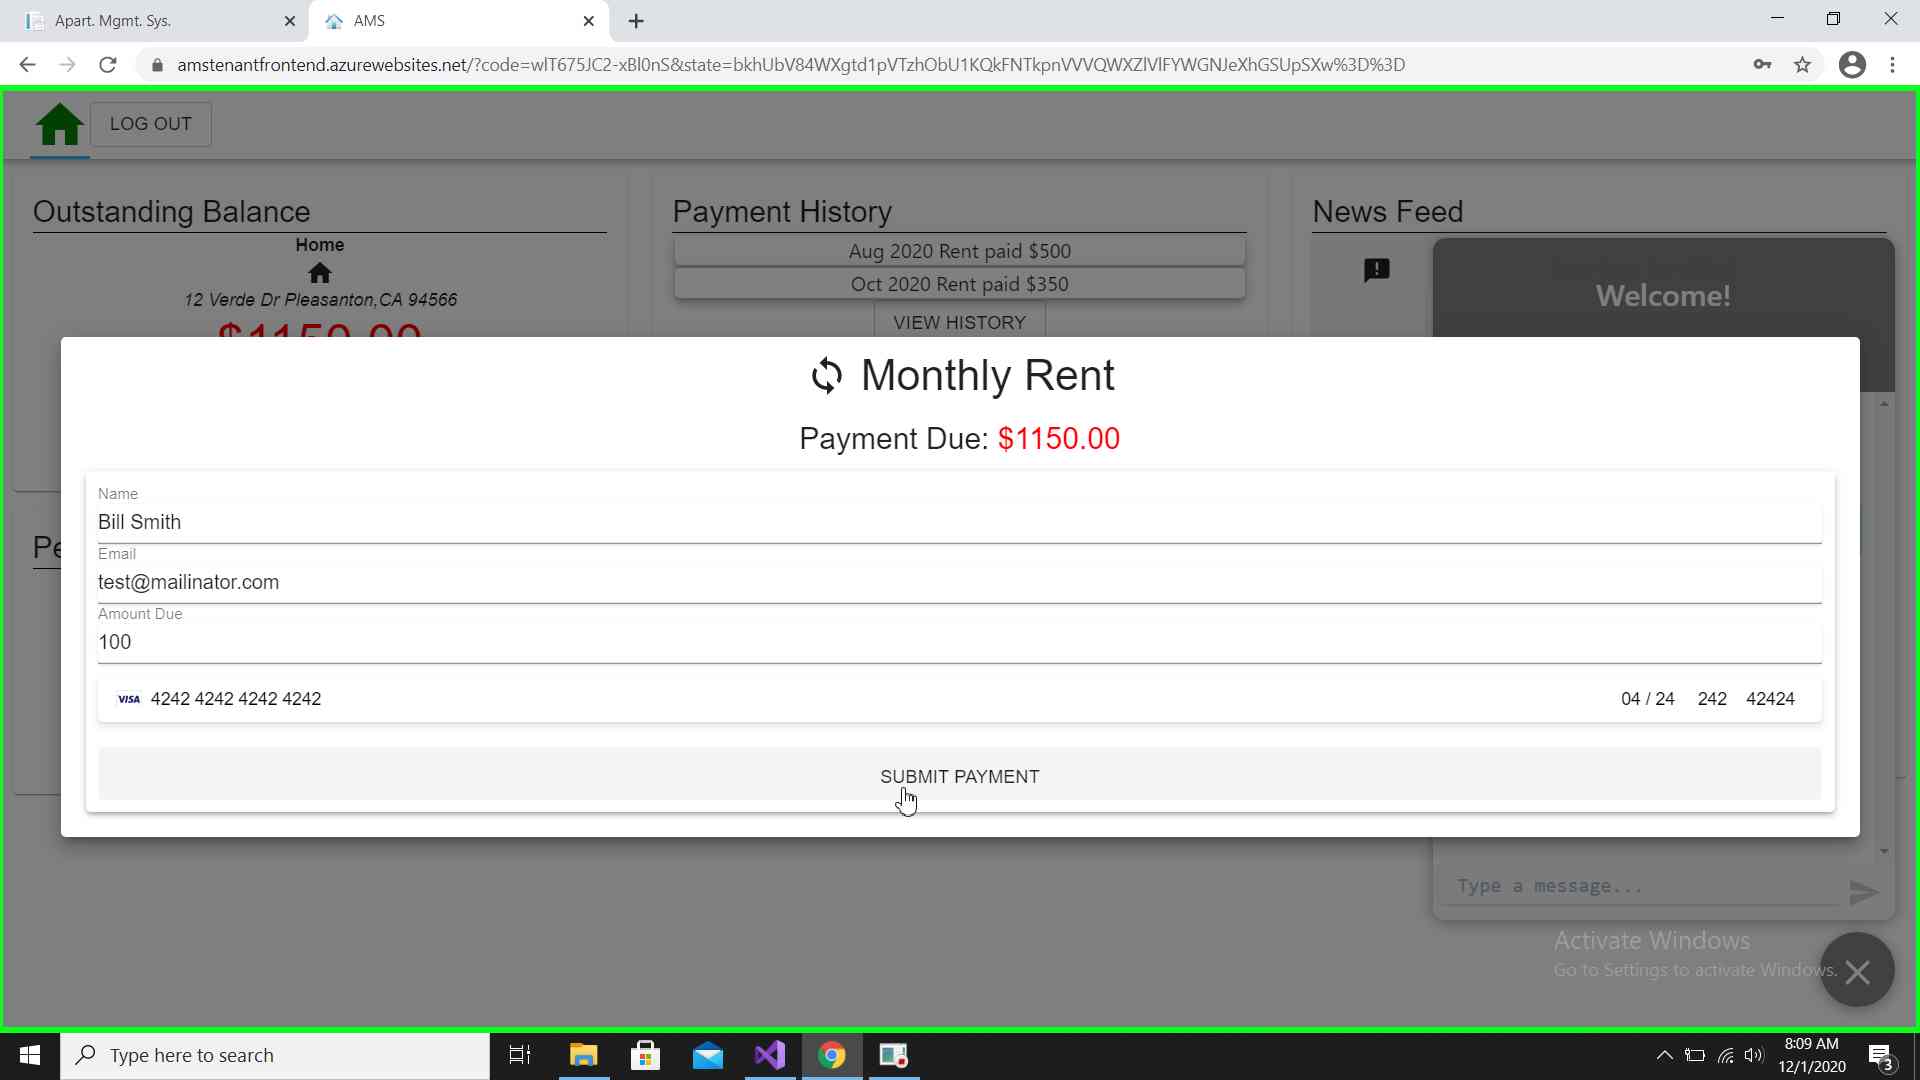 Apart. Mgmt. Sys.
AMS
amstenantfrontend.azurewebsites.net/?code=wlT675JC2-xBl0nS&state=bkhUbV84WXgtd1pVTzhObU1KQkFNTkpnVVVQWXZlVlFYWGNJeXhGSUpSXw%3D%3D
LOG OUT
Outstanding Balance
Home
12 Verde Dr Pleasanton,CA 94566
$1150.00
Payment History
Aug 2020 Rent paid $500
Oct 2020 Rent paid $350
VIEW HISTORY
News Feed
Welcome!
Monthly Rent
Payment Due: $1150.00
Name
Bill Smith
Email
test@mailinator.com
Amount Due
100
VISA 4242 4242 4242 4242 04 / 24 242 42424
SUBMIT PAYMENT
Pe
Type a message...
Activate Windows
Go to Settings to activate Windows.
Type here to search
8:09 AM
12/1/2020
3